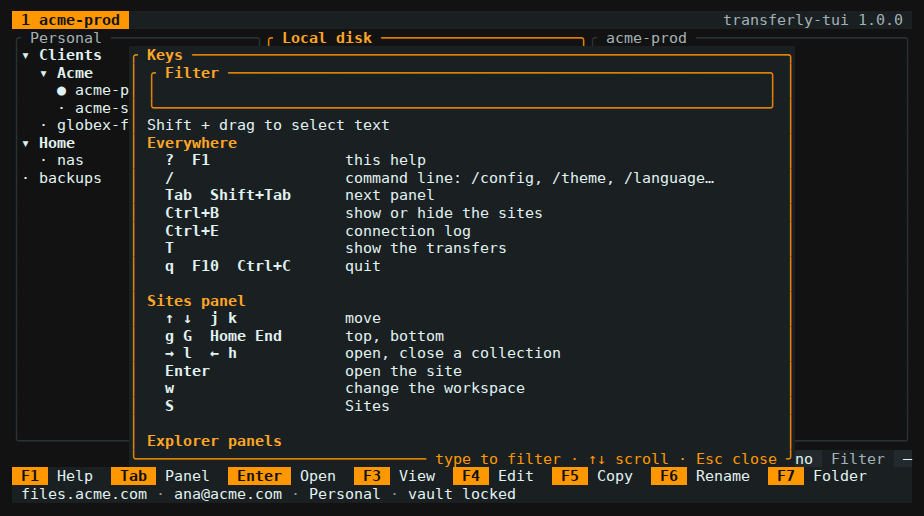 1 acme-prod transferly-tui 1.0.0
Personal Local disk acme-prod
▾ Clients Keys
▾ Acme Filter
● acme-p
· acme-s
· globex-f Shift + drag to select text
▾ Home Everywhere
· nas ? F1 this help
· backups / command line: /config, /theme, /language…
Tab Shift+Tab next panel
Ctrl+B show or hide the sites
Ctrl+E connection log
T show the transfers
q F10 Ctrl+C quit
Sites panel
↑ ↓ j k move
g G Home End top, bottom
→ l ← h open, close a collection
Enter open the site
w change the workspace
S Sites
Explorer panels
type to filter · ↑↓ scroll · Esc close no Filter —
F1 Help Tab Panel Enter Open F3 View F4 Edit F5 Copy F6 Rename F7 Folder
files.acme.com · ana@acme.com · Personal · vault locked